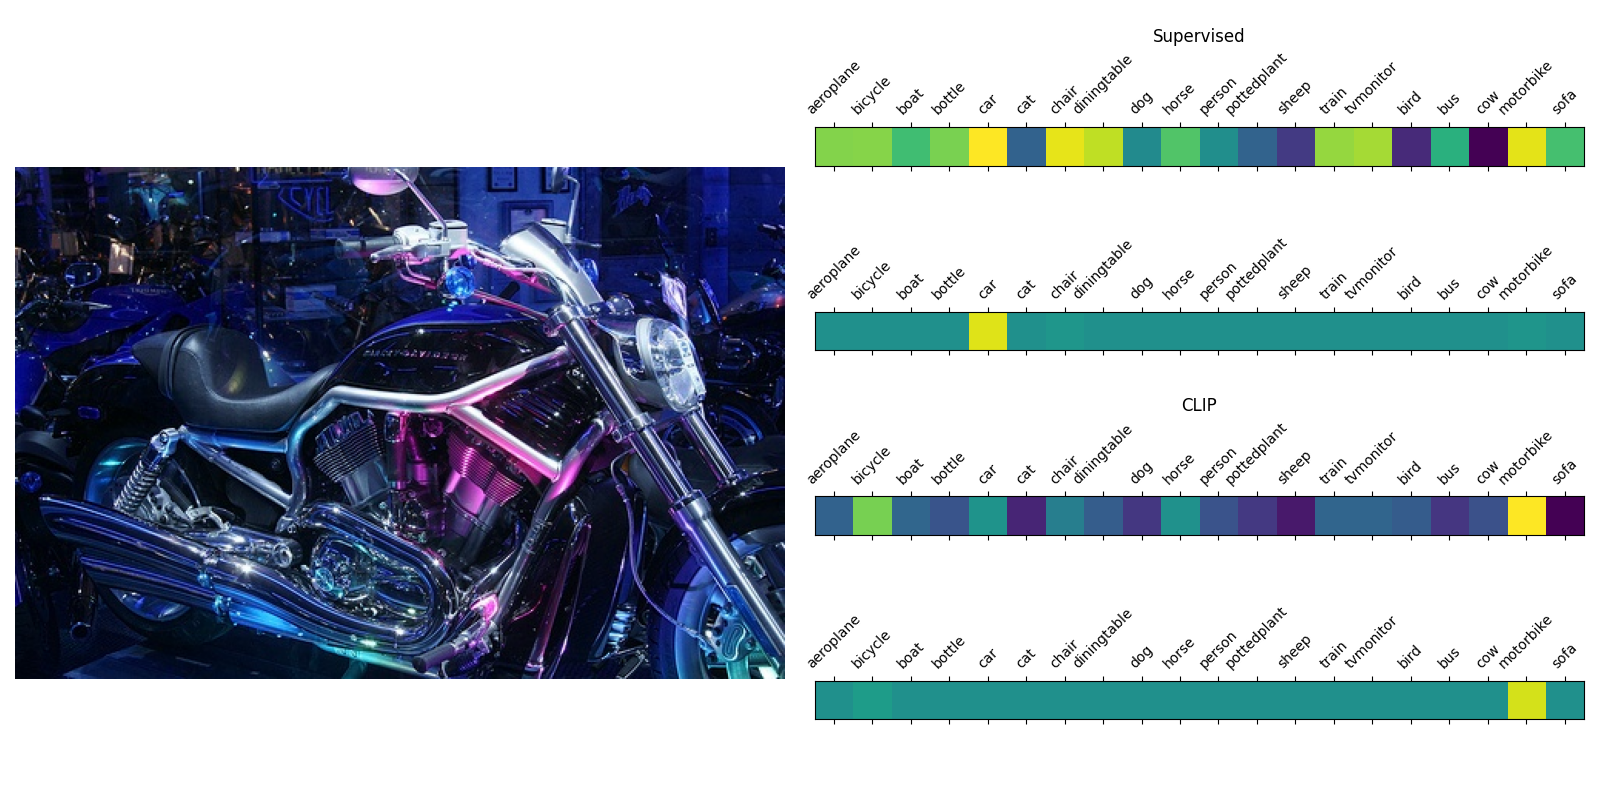 Supervised
aeroplane bicycle boat bottle car cat chair diningtable dog horse person pottedplant sheep train tvmonitor bird bus cow motorbike sofa
aeroplane bicycle boat bottle car cat chair diningtable dog horse person pottedplant sheep train tvmonitor bird bus cow motorbike sofa
CLIP
aeroplane bicycle boat bottle car cat chair diningtable dog horse person pottedplant sheep train tvmonitor bird bus cow motorbike sofa
aeroplane bicycle boat bottle car cat chair diningtable dog horse person pottedplant sheep train tvmonitor bird bus cow motorbike sofa
HARLEY-DAVIDSON
TRIUMPH